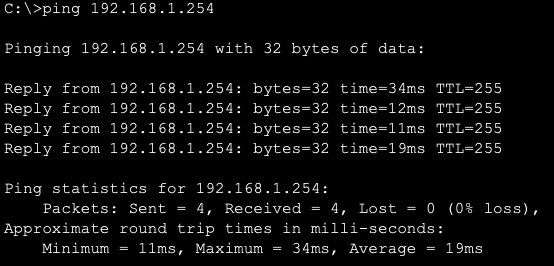 C:\>ping 192.168.1.254
Pinging 192.168.1.254 with 32 bytes of data:
Reply from 192.168.1.254: bytes=32 time=34ms TTL=255
Reply from 192.168.1.254: bytes=32 time=12ms TTL=255
Reply from 192.168.1.254: bytes=32 time=11ms TTL=255
Reply from 192.168.1.254: bytes=32 time=19ms TTL=255
Ping statistics for 192.168.1.254:
    Packets: Sent = 4, Received = 4, Lost = 0 (0% loss),
Approximate round trip times in milli-seconds:
    Minimum = 11ms, Maximum = 34ms, Average = 19ms